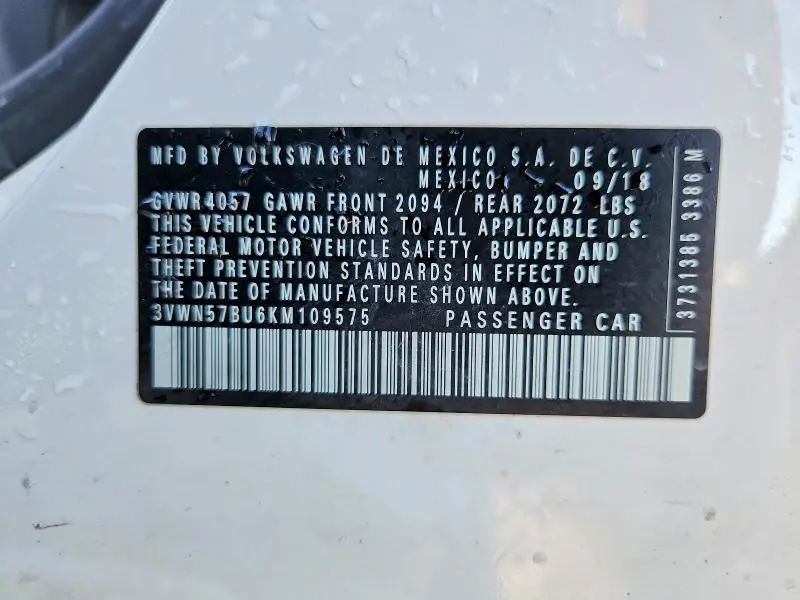 MFD BY VOLKSWAGEN DE MEXICO S.A. DE C.V.
MEXICO 09/18
GVWR4057 GAWR FRONT 2094 / REAR 2072 LBS
THIS VEHICLE CONFORMS TO ALL APPLICABLE U.S.
FEDERAL MOTOR VEHICLE SAFETY, BUMPER AND
THEFT PREVENTION STANDARDS IN EFFECT ON
THE DATE OF MANUFACTURE SHOWN ABOVE.
3VWN57BU6KM109575 PASSENGER CAR
3731385 3386 M